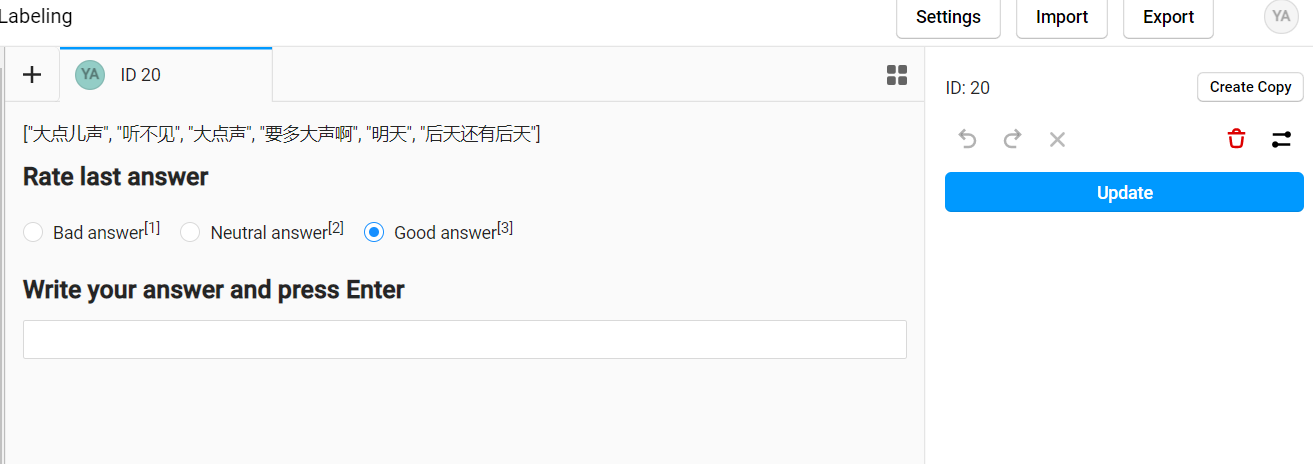 Labeling
Settings Import Export YA
YA ID 20
ID: 20 Create Copy
["大点儿声", "听不见", "大点声", "要多大声啊", "明天", "后天还有后天"]
Rate last answer
Update
Bad answer[1] Neutral answer[2] Good answer[3]
Write your answer and press Enter